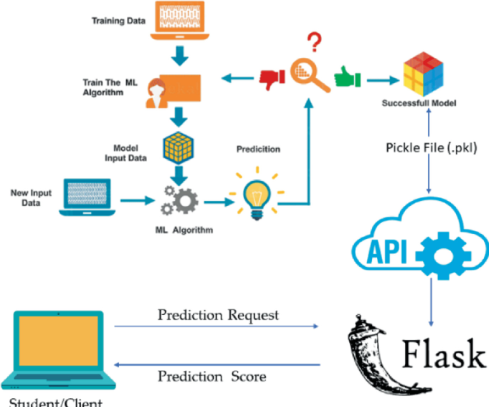 Training Data
?
Train The ML
Algorithm
Successfull Model
Model
Input Data
Predicition
Pickle File (.pkl)
New Input
Data
ML Algorithm
API
Prediction Request
Flask
Prediction Score
Student/Client